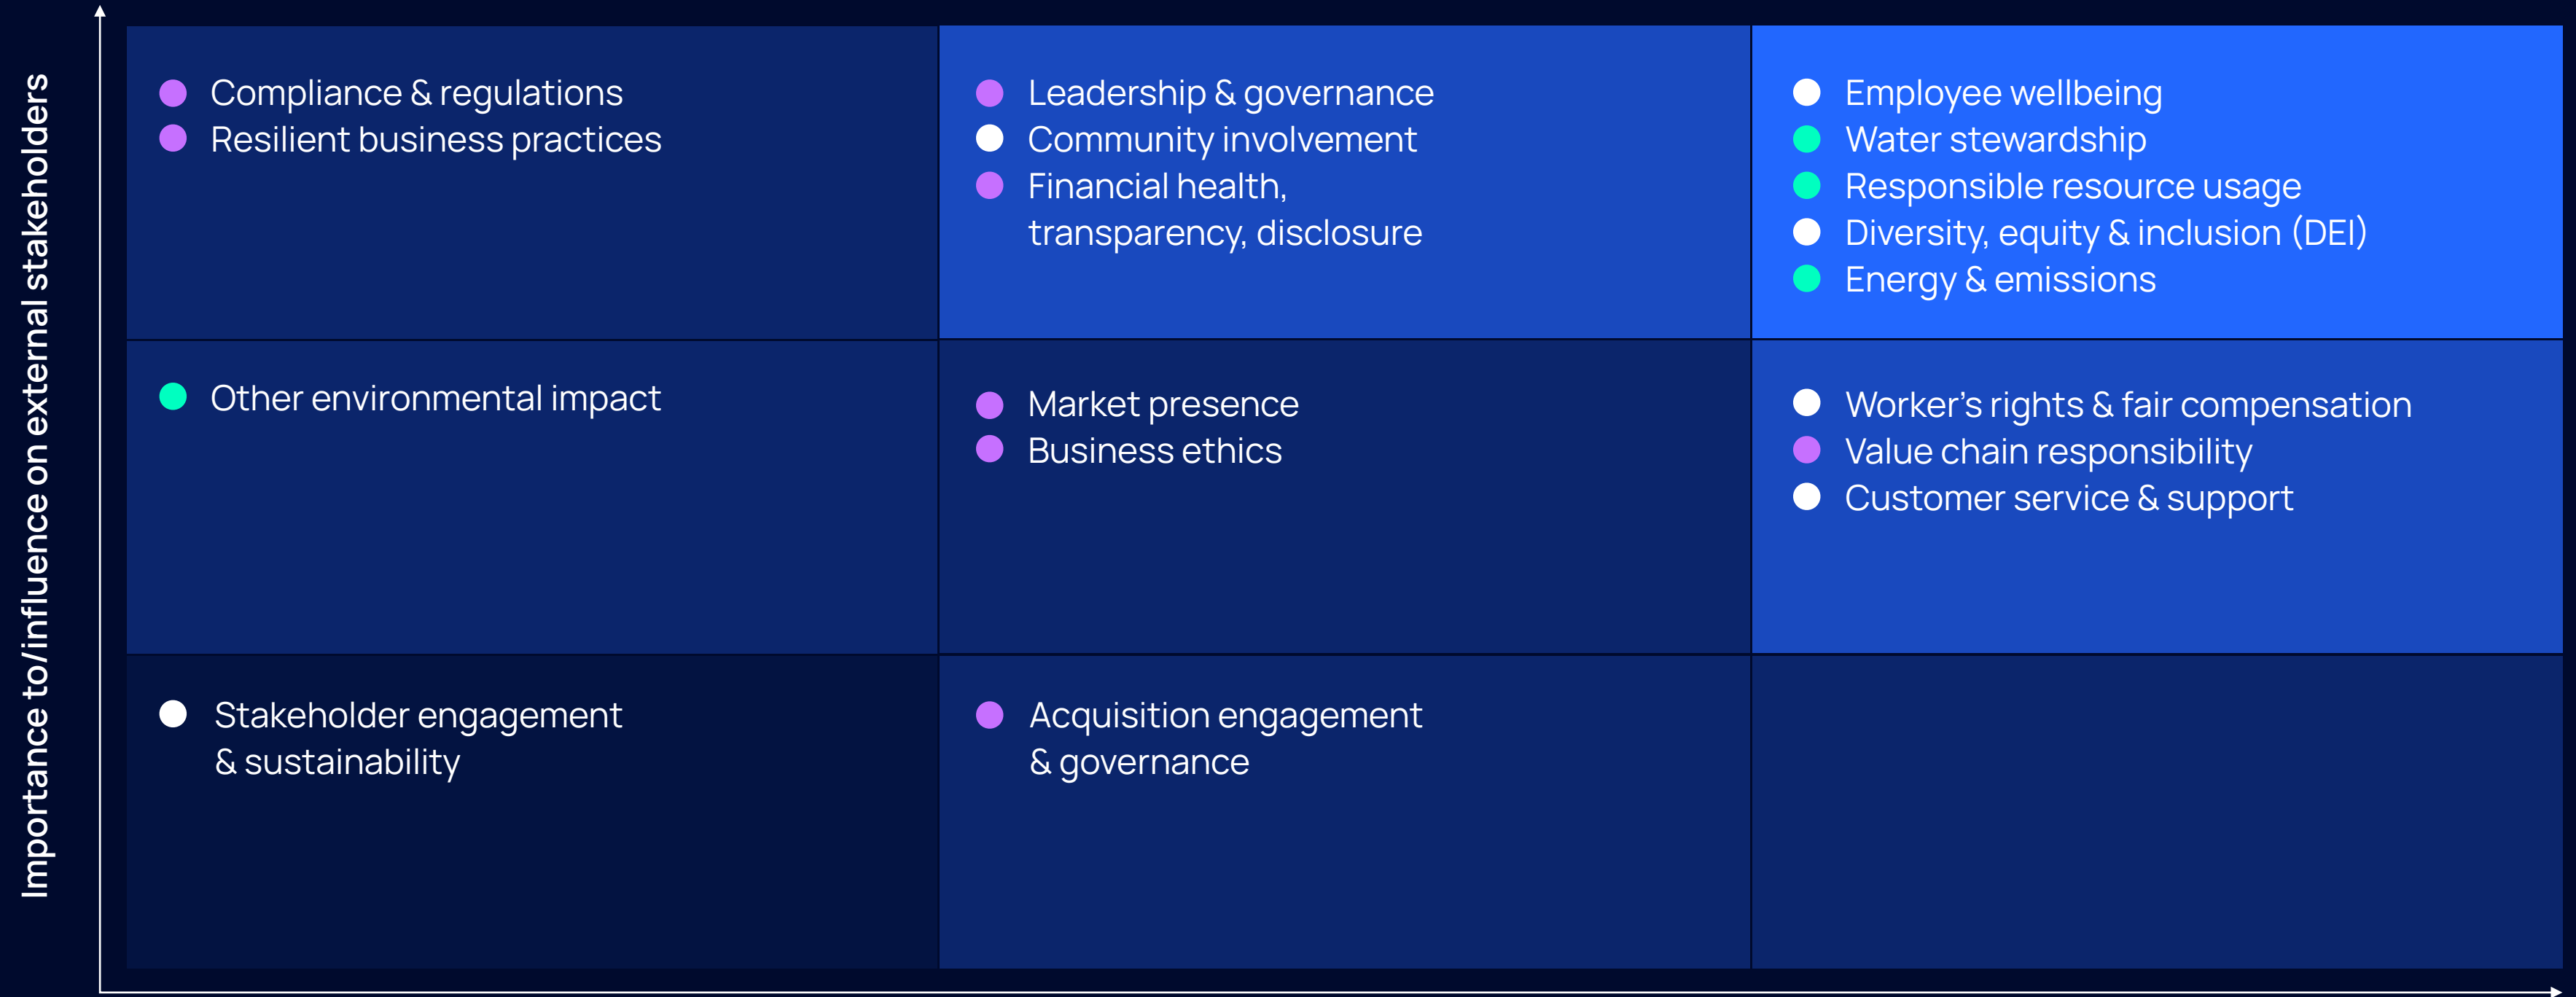 Importance to/influence on external stakeholders
Compliance & regulations
Resilient business practices
Leadership & governance
Community involvement
Financial health,
transparency, disclosure
Employee wellbeing
Water stewardship
Responsible resource usage
Diversity, equity & inclusion (DEI)
Energy & emissions
Other environmental impact
Market presence
Business ethics
Worker’s rights & fair compensation
Value chain responsibility
Customer service & support
Stakeholder engagement
& sustainability
Acquisition engagement
& governance